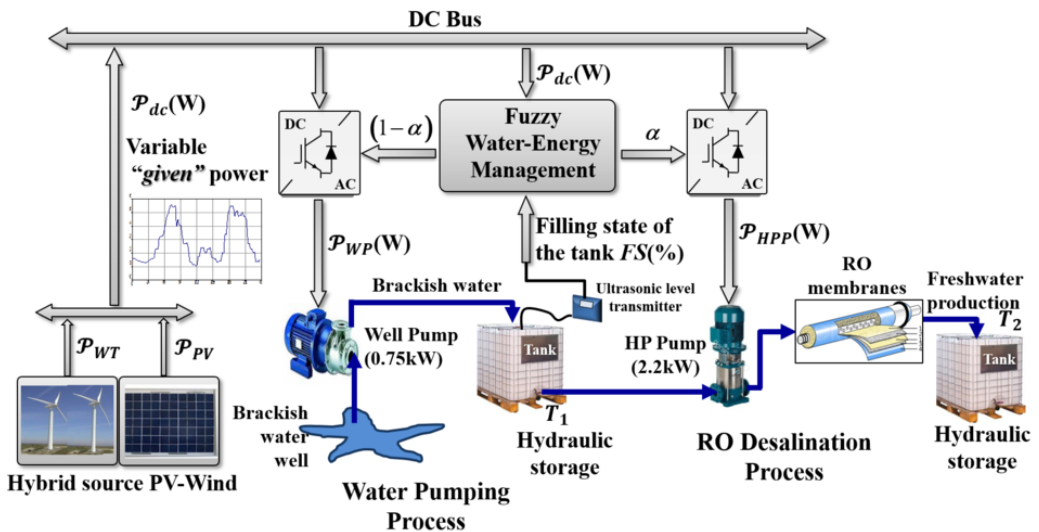 DC Bus
𝒫dc(W)
𝒫dc(W)
Variable
“given” power
DC
AC
(1−α)
Fuzzy
Water-Energy
Management
α
DC
AC
𝒫WP(W)
Filling state of
the tank FS(%)
𝒫HPP(W)
RO
membranes
Freshwater
production
Brackish water
Ultrasonic level
transmitter
Well Pump
(0.75kW)
Tank
HP Pump
(2.2kW)
T2
Tank
𝒫WT
𝒫PV
Brackish
water
well
T1
Hydraulic
storage
RO Desalination
Process
Hydraulic
storage
Hybrid source PV-Wind
Water Pumping
Process